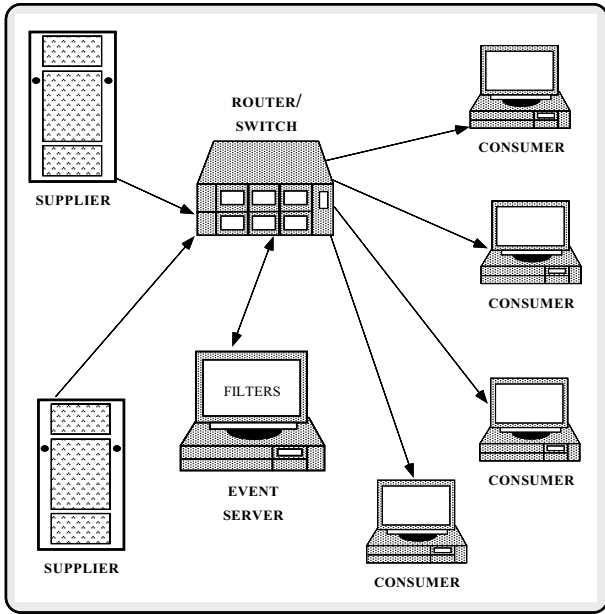 ROUTER/
SWITCH
CONSUMER
SUPPLIER
CONSUMER
FILTERS
EVENT
SERVER
CONSUMER
SUPPLIER
CONSUMER